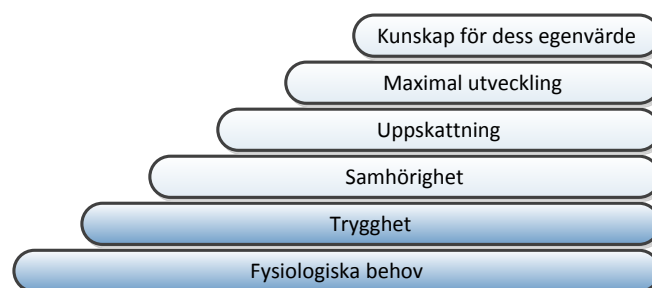 Kunskap för dess egenvärde
Maximal utveckling
Uppskattning
Samhörighet
Trygghet
Fysiologiska behov